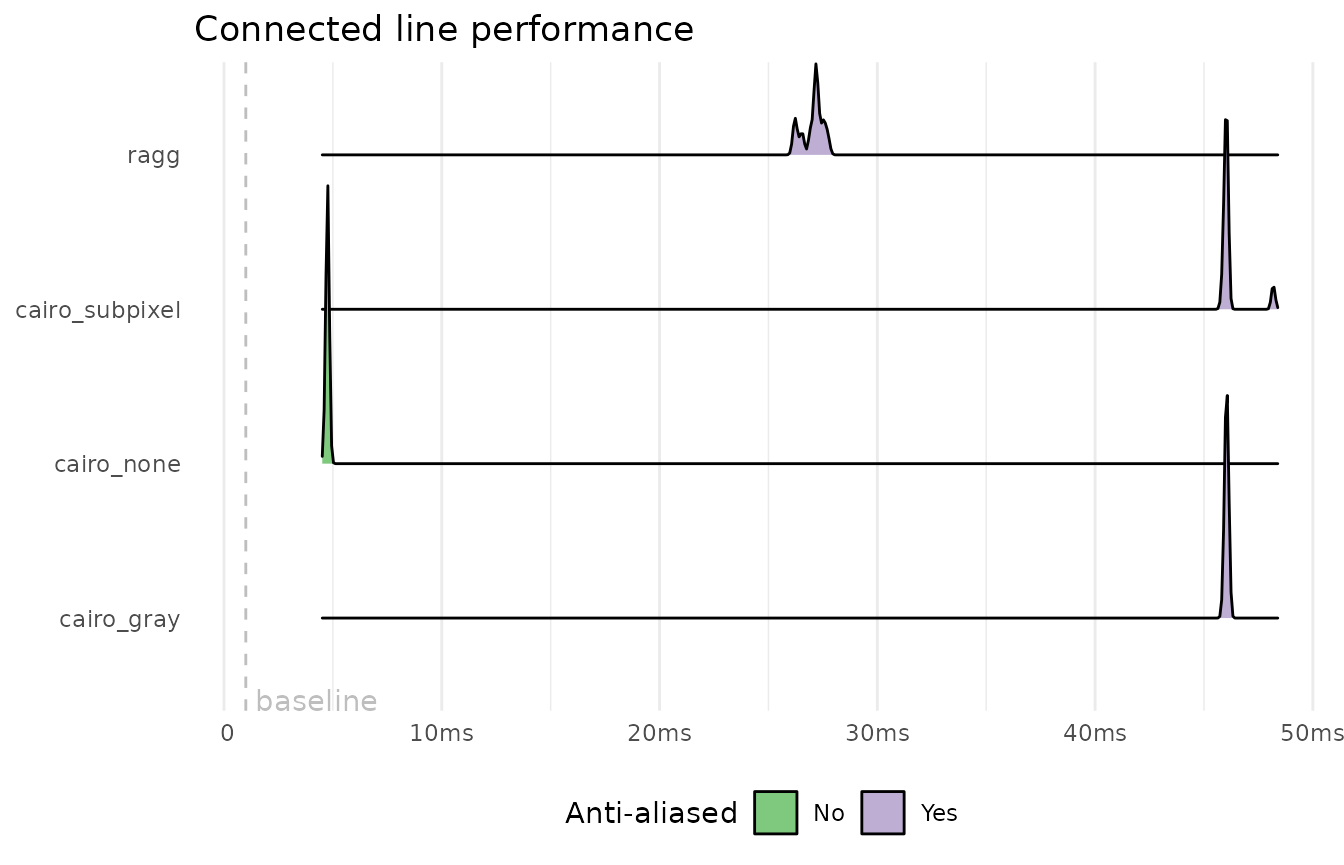 Connected line performance
ragg
cairo_subpixel
cairo_none
cairo_gray
baseline
0 10ms 20ms 30ms 40ms 50ms
Anti-aliased No Yes